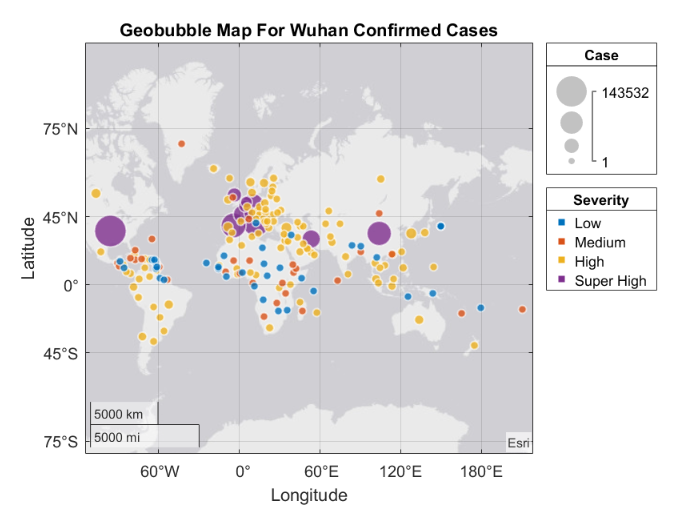 Geobubble Map For Wuhan Confirmed Cases
75°N
45°N
0°
45°S
75°S
Latitude
60°W
0°
60°E
120°E
180°E
Longitude
5000 km
5000 mi
Esri
Case
143532
1
Severity
Low
Medium
High
Super High